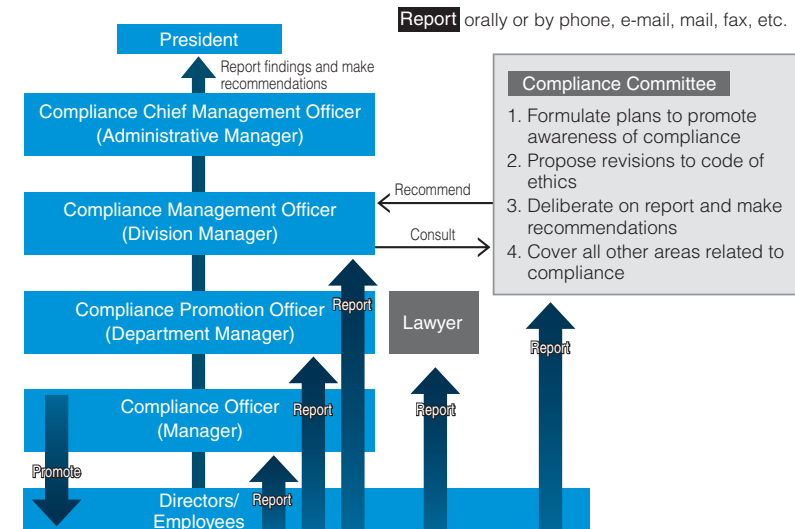 Report orally or by phone, e-mail, mail, fax, etc.
President
Report findings and make
recommendations
Compliance Chief Management Officer
(Administrative Manager)
Compliance Committee
1. Formulate plans to promote
awareness of compliance
2. Propose revisions to code of
ethics
3. Deliberate on report and make
recommendations
4. Cover all other areas related to
compliance
Recommend
Compliance Management Officer
(Division Manager)
Consult
Compliance Promotion Officer
(Department Manager)
Report
Lawyer
Report
Compliance Officer
(Manager)
Report
Report
Promote
Directors/
Employees
Report